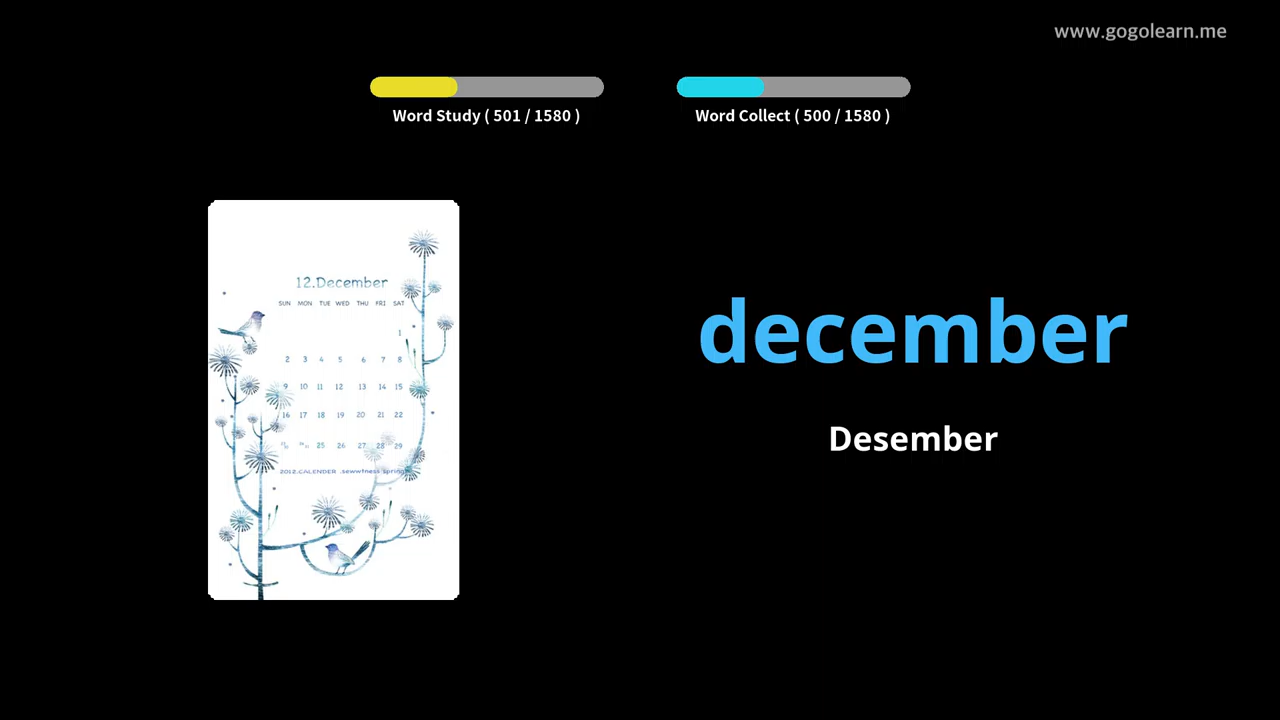 www.gogolearn.me
Word Study ( 501 / 1580 )
Word Collect ( 500 / 1580 )
12.December
SUN MON TUE WED THU FRI SAT
1
2 3 4 5 6 7 8
9 10 11 12 13 14 15
16 17 18 19 20 21 22
25 26 27 28 29
2012.CALENDER .sewwtness spring
december
Desember